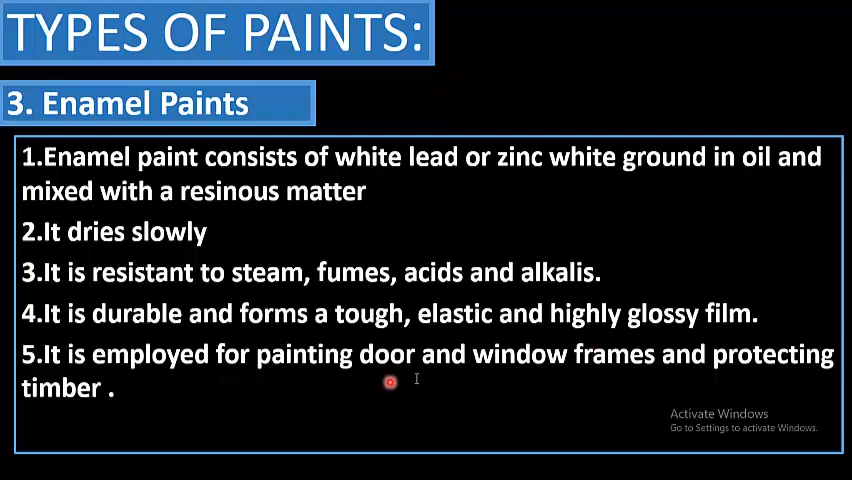 TYPES OF PAINTS:
3. Enamel Paints
1.Enamel paint consists of white lead or zinc white ground in oil and
mixed with a resinous matter
2.It dries slowly
3.It is resistant to steam, fumes, acids and alkalis.
4.It is durable and forms a tough, elastic and highly glossy film.
5.It is employed for painting door and window frames and protecting
timber .
Activate Windows
Go to Settings to activate Windows.